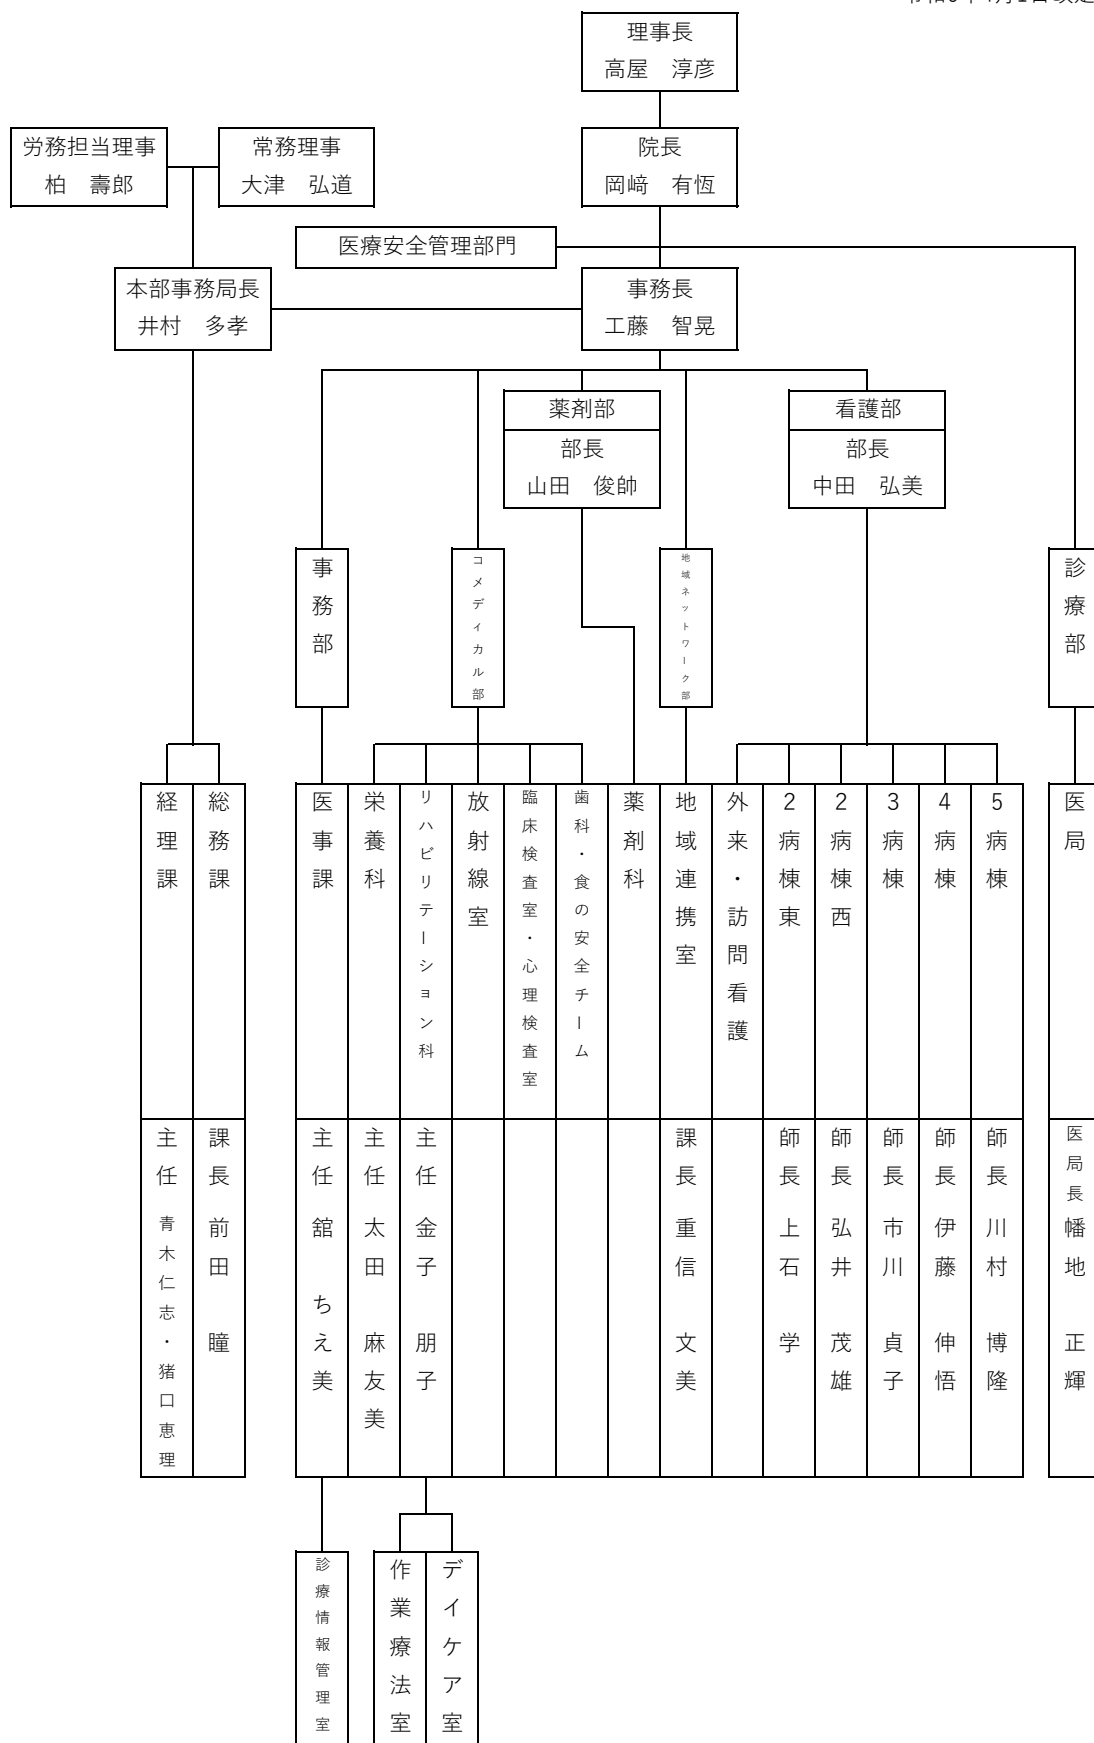 理事長
高屋　淳彦
労務担当理事
柏　壽郎
常務理事
大津　弘道
院長
岡﨑　有恆
医療安全管理部門
本部事務局長
井村　多孝
事務長
工藤　智晃
薬剤部
部長
山田　俊帥
看護部
部長
中田　弘美
事務部
コメディカル部
地域ネットワーク部
診療部
経理課
総務課
医事課
栄養科
リハビリテーション科
放射線室
臨床検査室・心理検査室
歯科・食の安全チーム
薬剤科
地域連携室
外来・訪問看護
2病棟東
2病棟西
3病棟
4病棟
5病棟
医局
主任　青木仁志・猪口恵理
課長　前田　瞳
主任　舘　ちえ美
主任　太田　麻友美
主任　金子　朋子
課長　重信　文美
師長　上石　学
師長　弘井　茂雄
師長　市川　貞子
師長　伊藤　伸悟
師長　川村　博隆
医局長　幡地　正輝
診療情報管理室
作業療法室
デイケア室